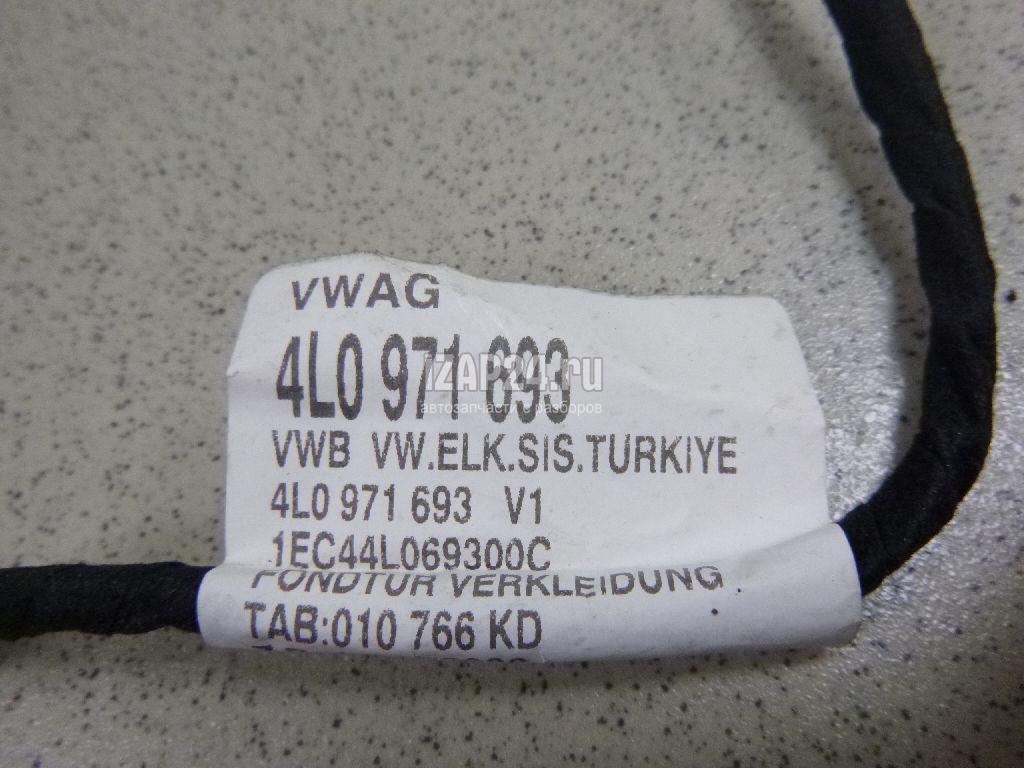 vWAG
4L0 971 693
IZAP24.ru
автозапчасти с разборов
VWB VW.ELK.SIS.TURKIYE
4L0 971 693 V1
1EC44L069300C
FONDTUR VERKLEIDUNG
TAB:010 766 KD